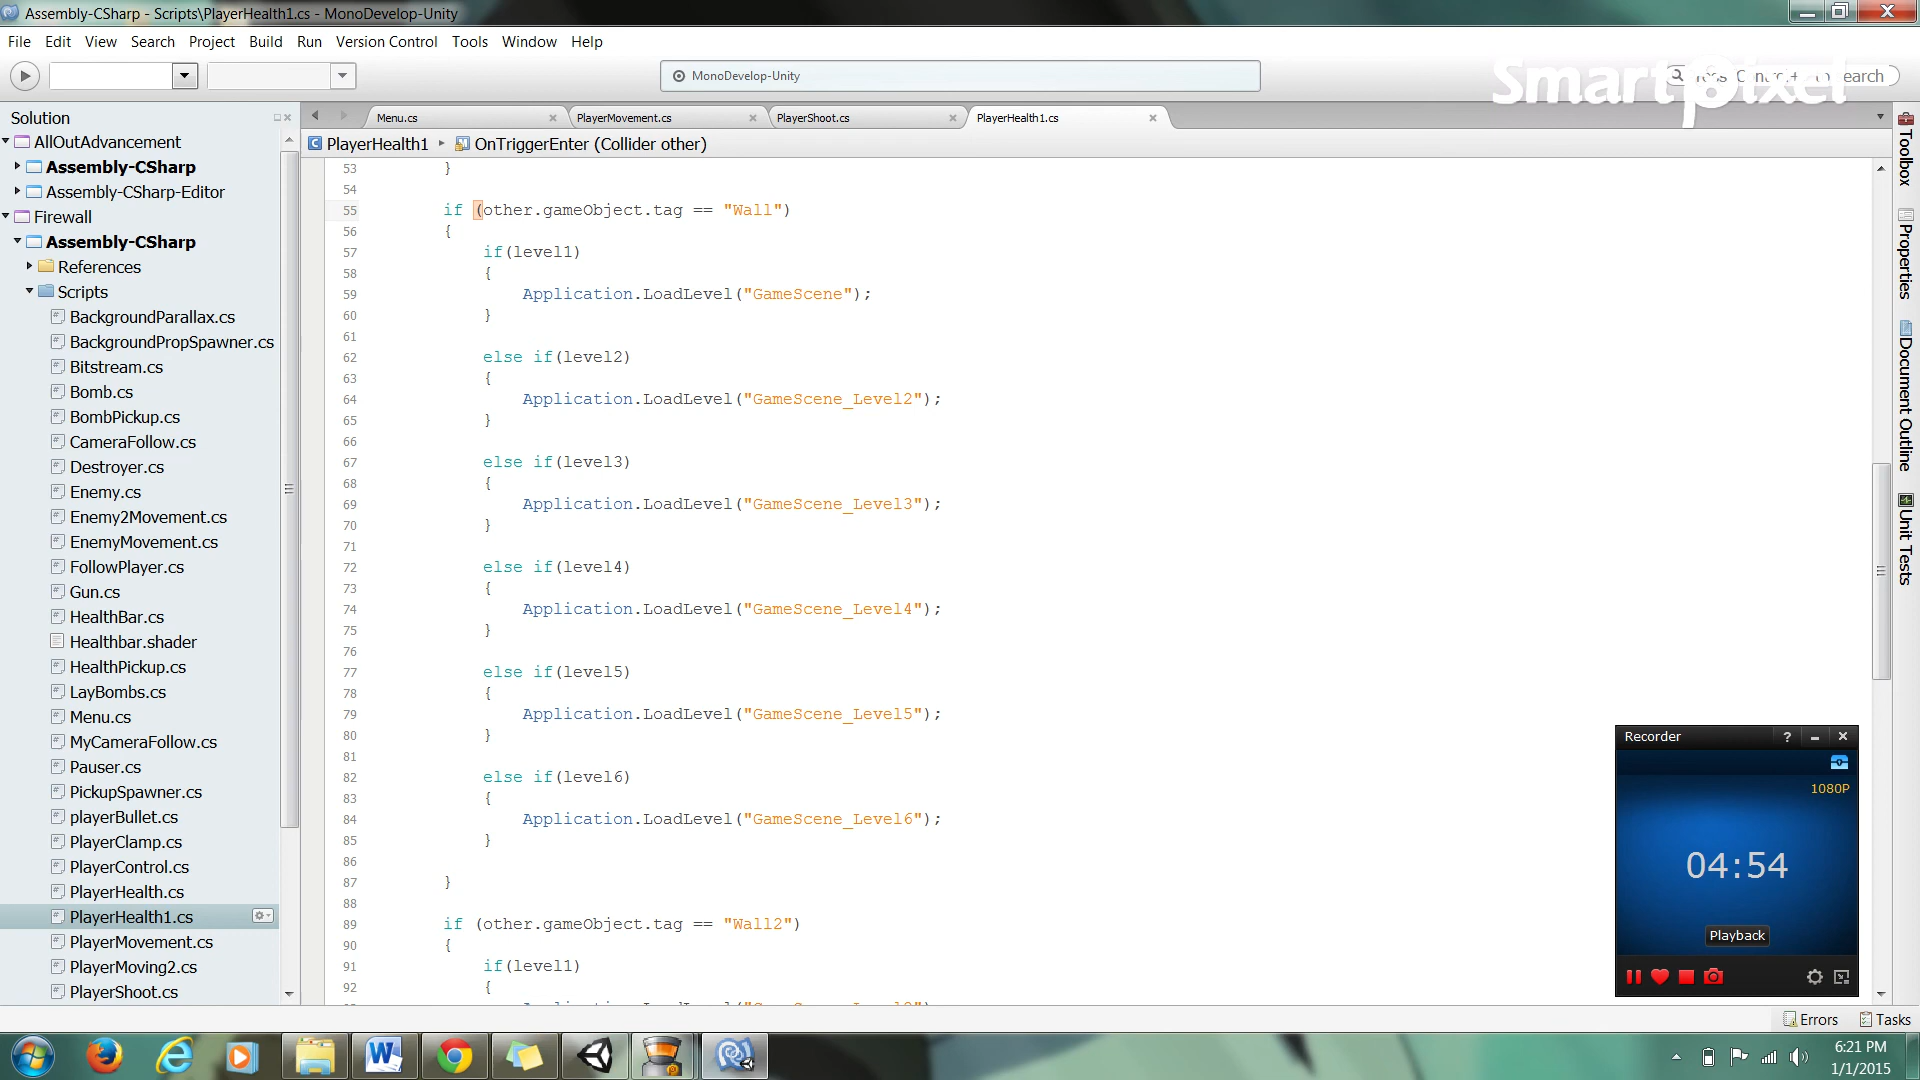 Assembly-CSharp - Scripts\PlayerHealth1.cs - MonoDevelop-Unity
File Edit View Search Project Build Run Version Control Tools Window Help
MonoDevelop-Unity
Smartpixel
Search
Solution
AllOutAdvancement
Assembly-CSharp
Assembly-CSharp-Editor
Firewall
Assembly-CSharp
References
Scripts
BackgroundParallax.cs
BackgroundPropSpawner.cs
Bitstream.cs
Bomb.cs
BombPickup.cs
CameraFollow.cs
Destroyer.cs
Enemy.cs
Enemy2Movement.cs
EnemyMovement.cs
FollowPlayer.cs
Gun.cs
HealthBar.cs
Healthbar.shader
HealthPickup.cs
LayBombs.cs
Menu.cs
MyCameraFollow.cs
Pauser.cs
PickupSpawner.cs
playerBullet.cs
PlayerClamp.cs
PlayerControl.cs
PlayerHealth.cs
PlayerHealth1.cs
PlayerMovement.cs
PlayerMoving2.cs
PlayerShoot.cs
Menu.cs PlayerMovement.cs PlayerShoot.cs PlayerHealth1.cs
PlayerHealth1 OnTriggerEnter (Collider other)
53 }
54
55 if (other.gameObject.tag == "Wall")
56 {
57 if(level1)
58 {
59 Application.LoadLevel("GameScene");
60 }
61
62 else if(level2)
63 {
64 Application.LoadLevel("GameScene_Level2");
65 }
66
67 else if(level3)
68 {
69 Application.LoadLevel("GameScene_Level3");
70 }
71
72 else if(level4)
73 {
74 Application.LoadLevel("GameScene_Level4");
75 }
76
77 else if(level5)
78 {
79 Application.LoadLevel("GameScene_Level5");
80 }
81
82 else if(level6)
83 {
84 Application.LoadLevel("GameScene_Level6");
85 }
86
87 }
88
89 if (other.gameObject.tag == "Wall2")
90 {
91 if(level1)
92 {
Toolbox
Properties
Document Outline
Unit Tests
Recorder ?
1080P
04:54
Playback
Errors Tasks
6:21 PM
1/1/2015